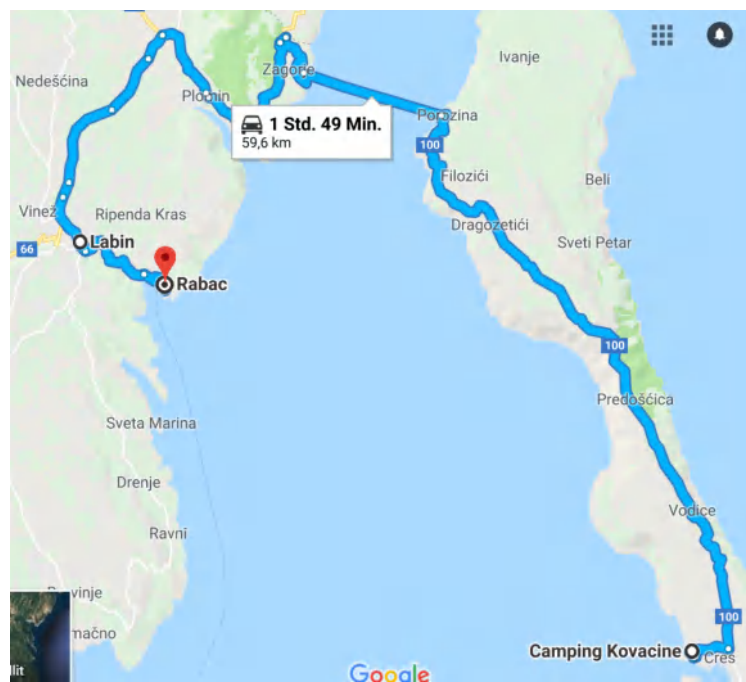 Ivanje
Nedešćina
Zagorje
Plomin
Porozina
1 Std. 49 Min.
59,6 km
100
Filozići
Beli
Vinež
Ripenda Kras
Dragozetići
Sveti Petar
66
Labin
Rabac
100
Predošćica
Sveta Marina
Drenje
Vodice
Ravni
100
Camping Kovacine
Cres
Google